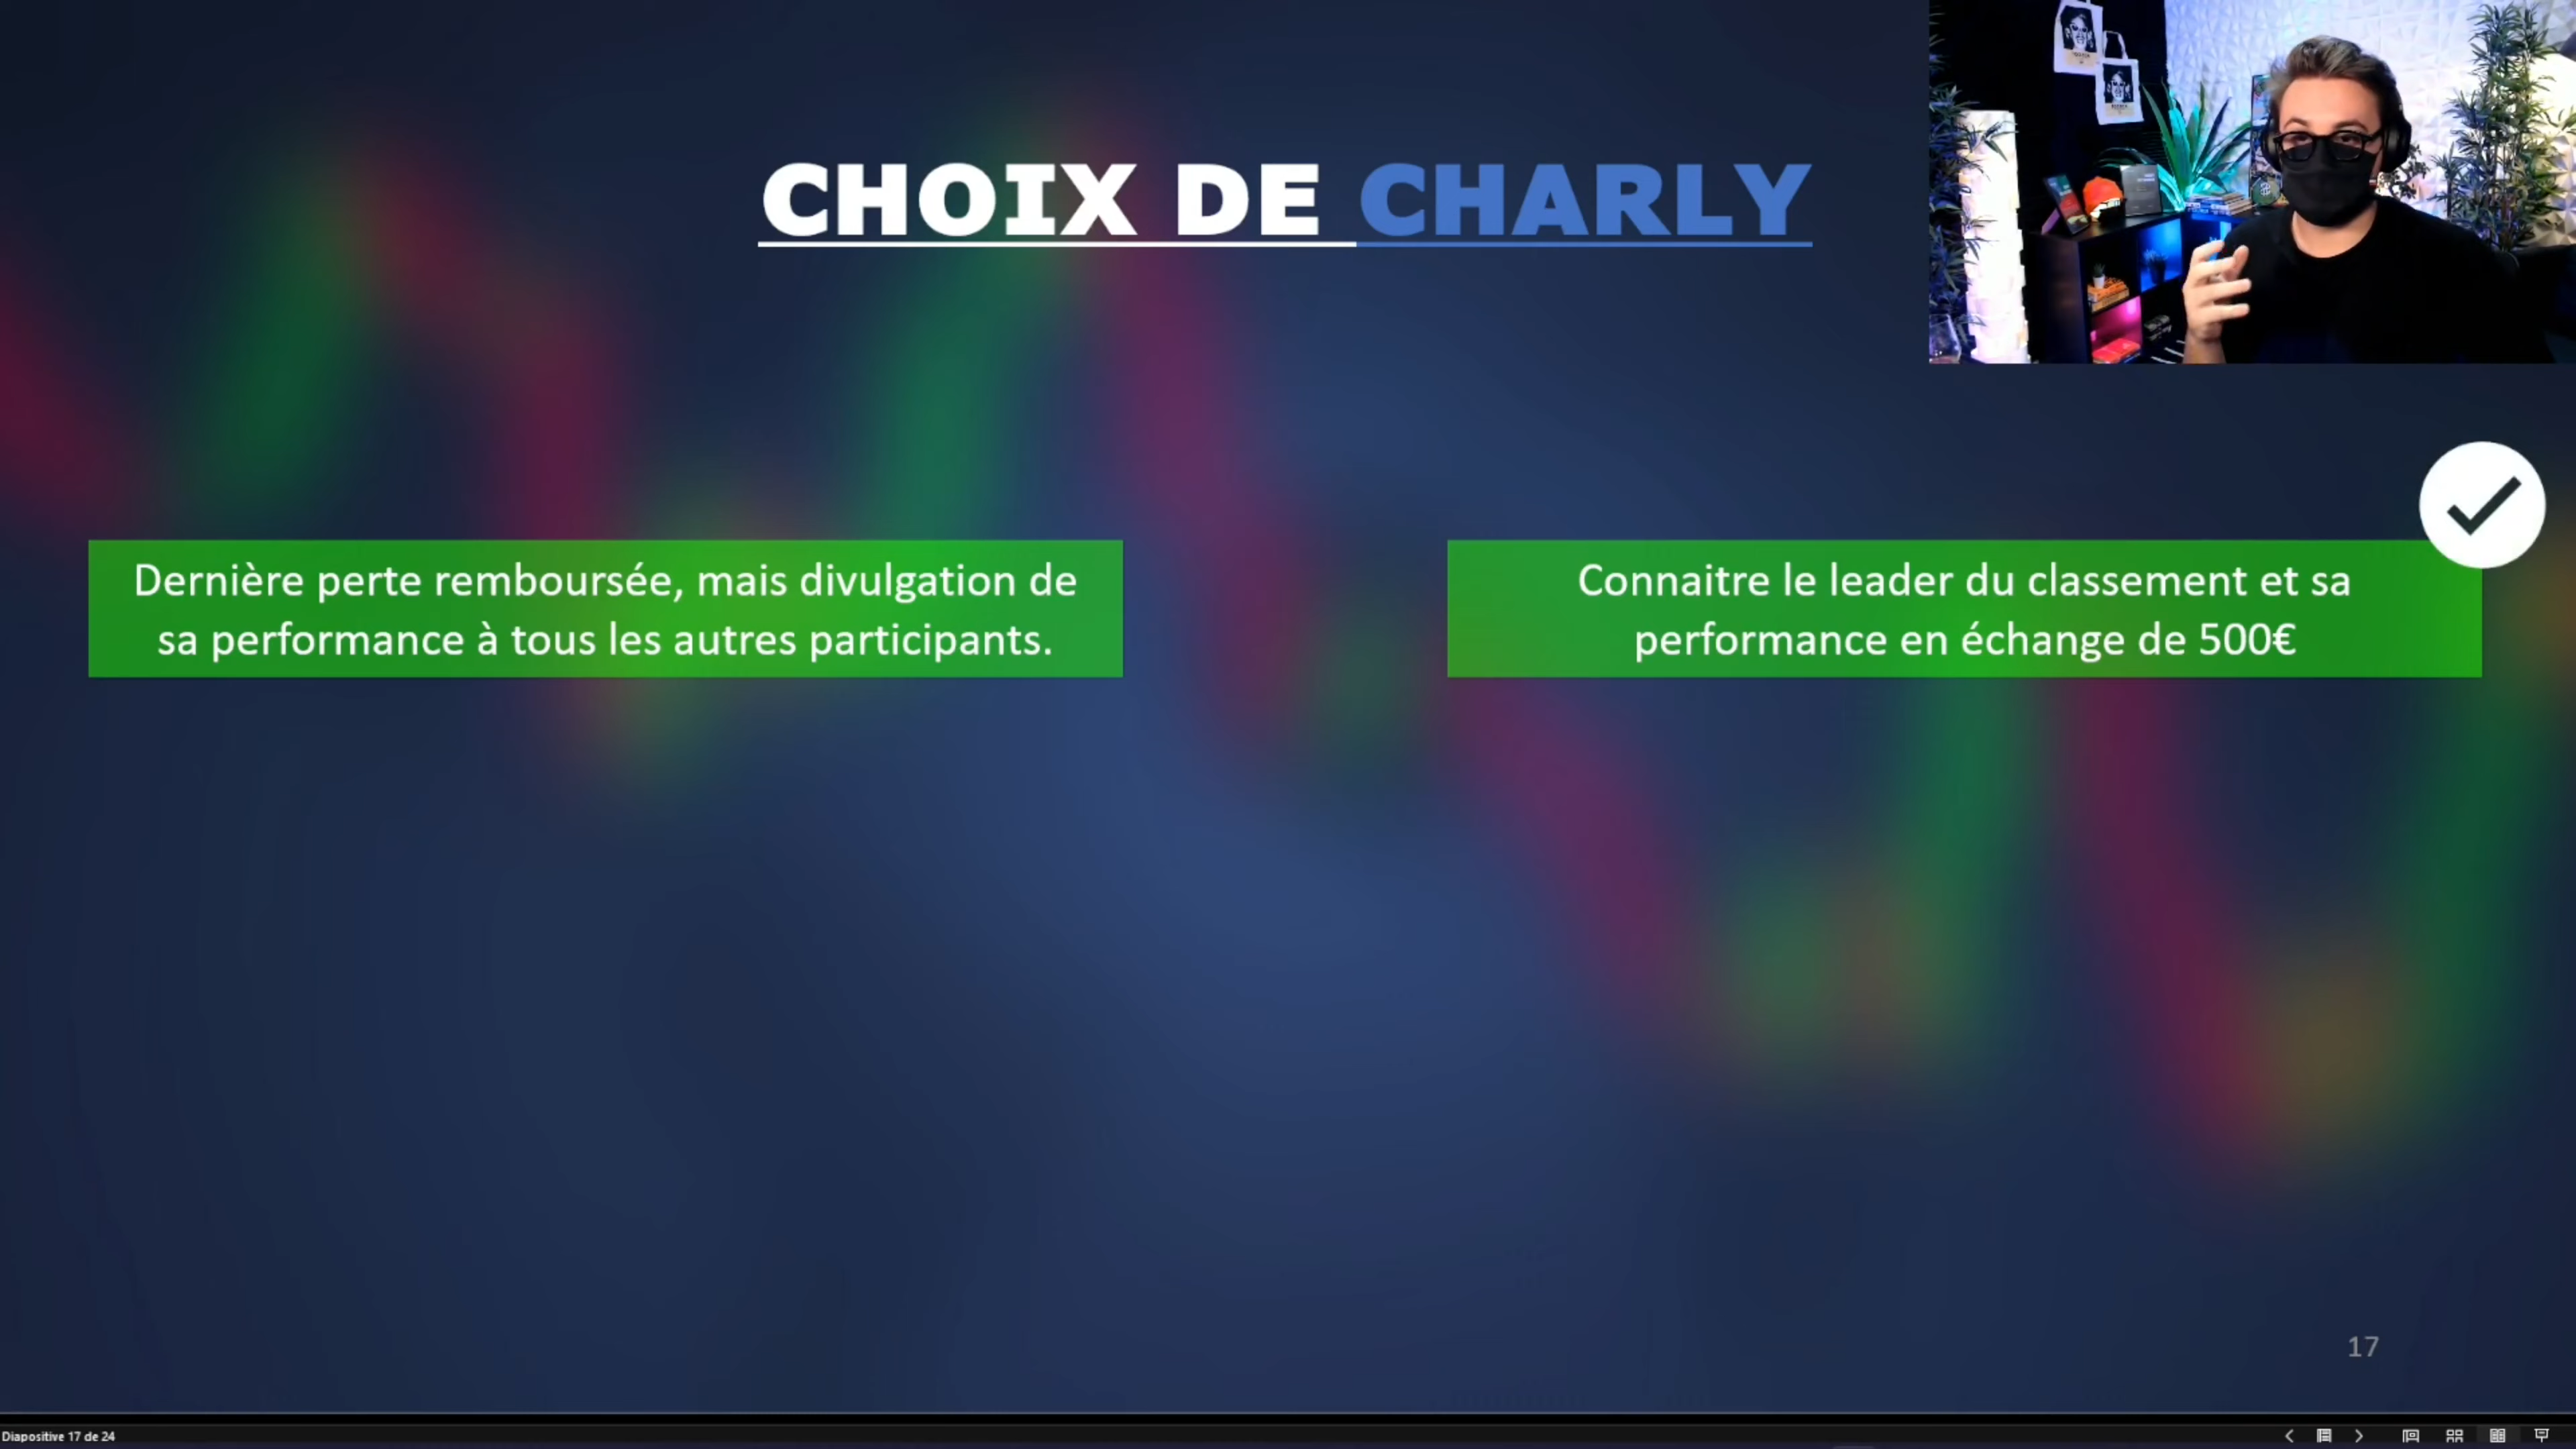 CHOIX DE CHARLY
Dernière perte remboursée, mais divulgation de
sa performance à tous les autres participants.
Connaitre le leader du classement et sa
performance en échange de 500€
17
Diapositive 17 de 24